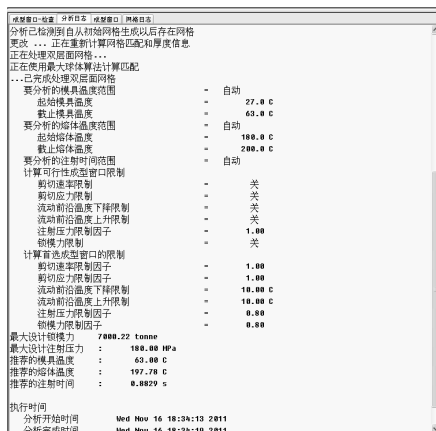 成型窗口-检查 分析日志 成型窗口 网格日志
分析已检测到自从初始网格生成以后存在网格
更改 ... 正在重新计算网格匹配和厚度信息
正在处理双层面网格...
正在使用最大球体算法计算匹配
...已完成处理双层面网格
要分析的模具温度范围 = 自动
起始模具温度 = 27.0 C
截止模具温度 = 63.0 C
要分析的熔体温度范围 = 自动
起始熔体温度 = 180.0 C
截止熔体温度 = 200.0 C
要分析的注射时间范围 = 自动
计算可行性成型窗口限制
剪切速率限制 = 关
剪切应力限制 = 关
流动前沿温度下降限制 = 关
流动前沿温度上升限制 = 关
注射压力限制因子 = 1.00
锁模力限制 = 关
计算首选成型窗口的限制
剪切速率限制因子 = 1.00
剪切应力限制因子 = 1.00
流动前沿温度下降限制 = 10.00 C
流动前沿温度上升限制 = 10.00 C
注射压力限制因子 = 0.80
锁模力限制因子 = 0.80
最大设计锁模力 7000.22 tonne
最大设计注射压力 : 180.00 MPa
推荐的模具温度 : 63.00 C
推荐的熔体温度 : 197.78 C
推荐的注射时间 : 0.8829 s
执行时间
分析开始时间 Wed Nov 16 18:34:13 2011
分析完成时间 Wed Nov 16 18:34:19 2011